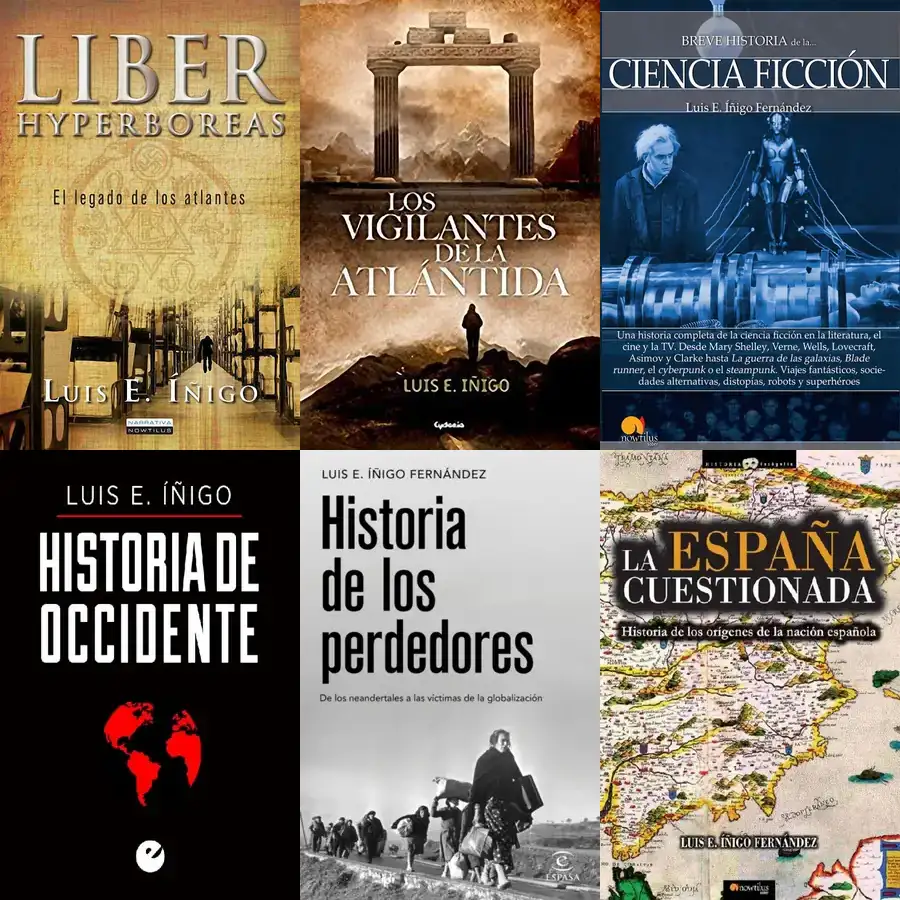 LIBER
HYPERBOREAS
El legado de los atlantes
LUIS E. ÍÑIGO
NARRATIVA
NOWTILUS
LOS
VIGILANTES
DE LA
ATLÁNTIDA
LUIS E. IÑIGO
Cydonia
BREVE HISTORIA de la...
CIENCIA FICCIÓN
Luis E. Íñigo Fernández
Una historia completa de la ciencia ficción en la literatura, el
cine y la TV. Desde Mary Shelley, Verne, Wells, Lovecraft,
Asimov y Clarke hasta La guerra de las galaxias, Blade
runner, el cyberpunk o el steampunk. Viajes fantásticos, socie-
dades alternativas, distopías, robots y superhéroes
nowtilus
LUIS E. ÍÑIGO
HISTORIA DE
OCCIDENTE
e
LUIS E. ÍÑIGO FERNÁNDEZ
Historia
de los
perdedores
De los neandertales a las víctimas de la globalización
e
ESPASA
HISTORIA
LA ESPAÑA
CUESTIONADA
Historia de los orígenes de la nación española
LUIS E. ÍÑIGO FERNÁNDEZ
nowtilus